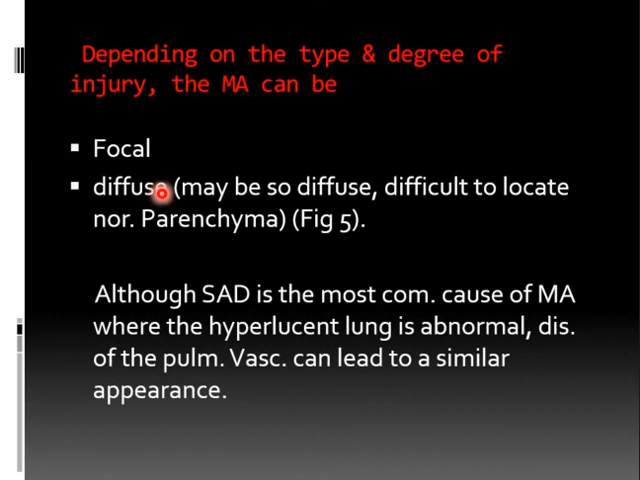 Depending on the type & degree of
injury, the MA can be
▪ Focal
▪ diffuse (may be so diffuse, difficult to locate
nor. Parenchyma) (Fig 5).
Although SAD is the most com. cause of MA
where the hyperlucent lung is abnormal, dis.
of the pulm. Vasc. can lead to a similar
appearance.